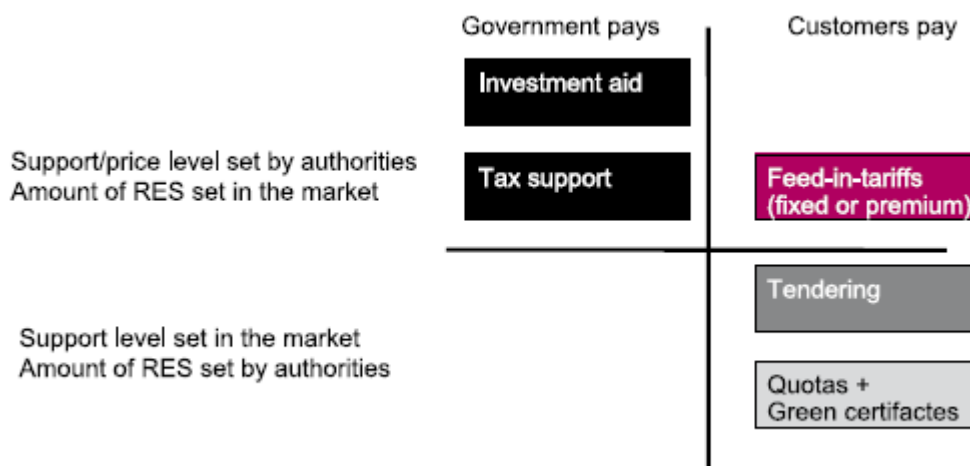 Government pays
Customers pay
Investment aid
Support/price level set by authorities
Amount of RES set in the market
Tax support
Feed-in-tariffs
(fixed or premium)
Tendering
Support level set in the market
Amount of RES set by authorities
Quotas +
Green certifactes